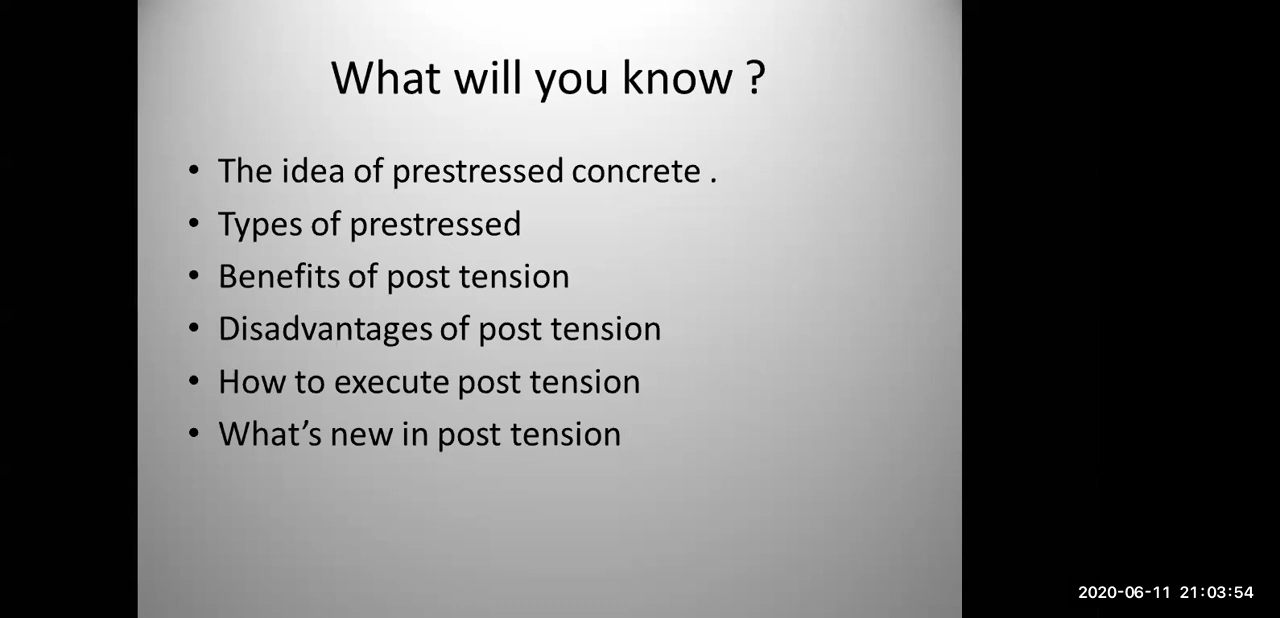 What will you know ?
• The idea of prestressed concrete .
• Types of prestressed
• Benefits of post tension
• Disadvantages of post tension
• How to execute post tension
• What’s new in post tension
2020-06-11 21:03:54